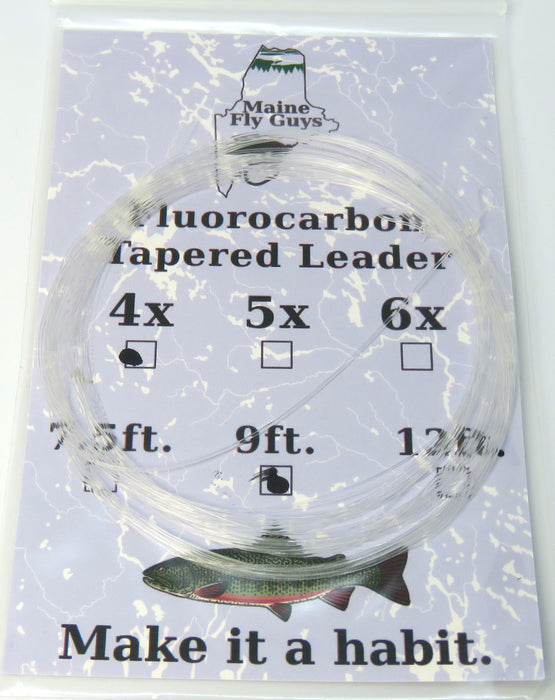 Maine
Fly Guys
Fluorocarbon
Tapered Leader
4x 5x 6x
7.5ft. 9ft. 12ft.
Make it a habit.